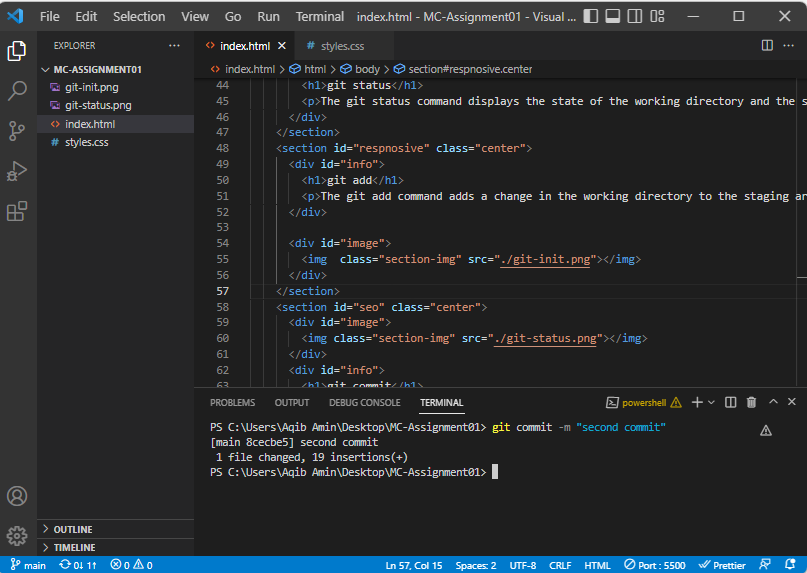 File Edit Selection View Go Run Terminal index.html - MC-Assignment01 - Visual ...
EXPLORER ···
MC-ASSIGNMENT01
git-init.png
git-status.png
<> index.html
# styles.css
OUTLINE
TIMELINE
<> index.html × # styles.css
<> index.html > html > body > section#respnosive.center
44 <h1>git status</h1>
45 <p>The git status command displays the state of the working directory and the s
46 </div>
47 </section>
48 <section id="respnosive" class="center">
49 <div id="info">
50 <h1>git add</h1>
51 <p>The git add command adds a change in the working directory to the staging ar
52 </div>
53
54 <div id="image">
55 <img  class="section-img" src="./git-init.png"></img>
56 </div>
57 </section>
58 <section id="seo" class="center">
59 <div id="image">
60 <img class="section-img" src="./git-status.png"></img>
61 </div>
62 <div id="info">
63 <h1>git commit</h1>
PROBLEMS OUTPUT DEBUG CONSOLE TERMINAL powershell
PS C:\Users\Aqib Amin\Desktop\MC-Assignment01> git commit -m "second commit"
[main 8cecbe5] second commit
1 file changed, 19 insertions(+)
PS C:\Users\Aqib Amin\Desktop\MC-Assignment01>
main 0↓ 1↑ 0 0 Ln 57, Col 15 Spaces: 2 UTF-8 CRLF HTML Port : 5500 Prettier